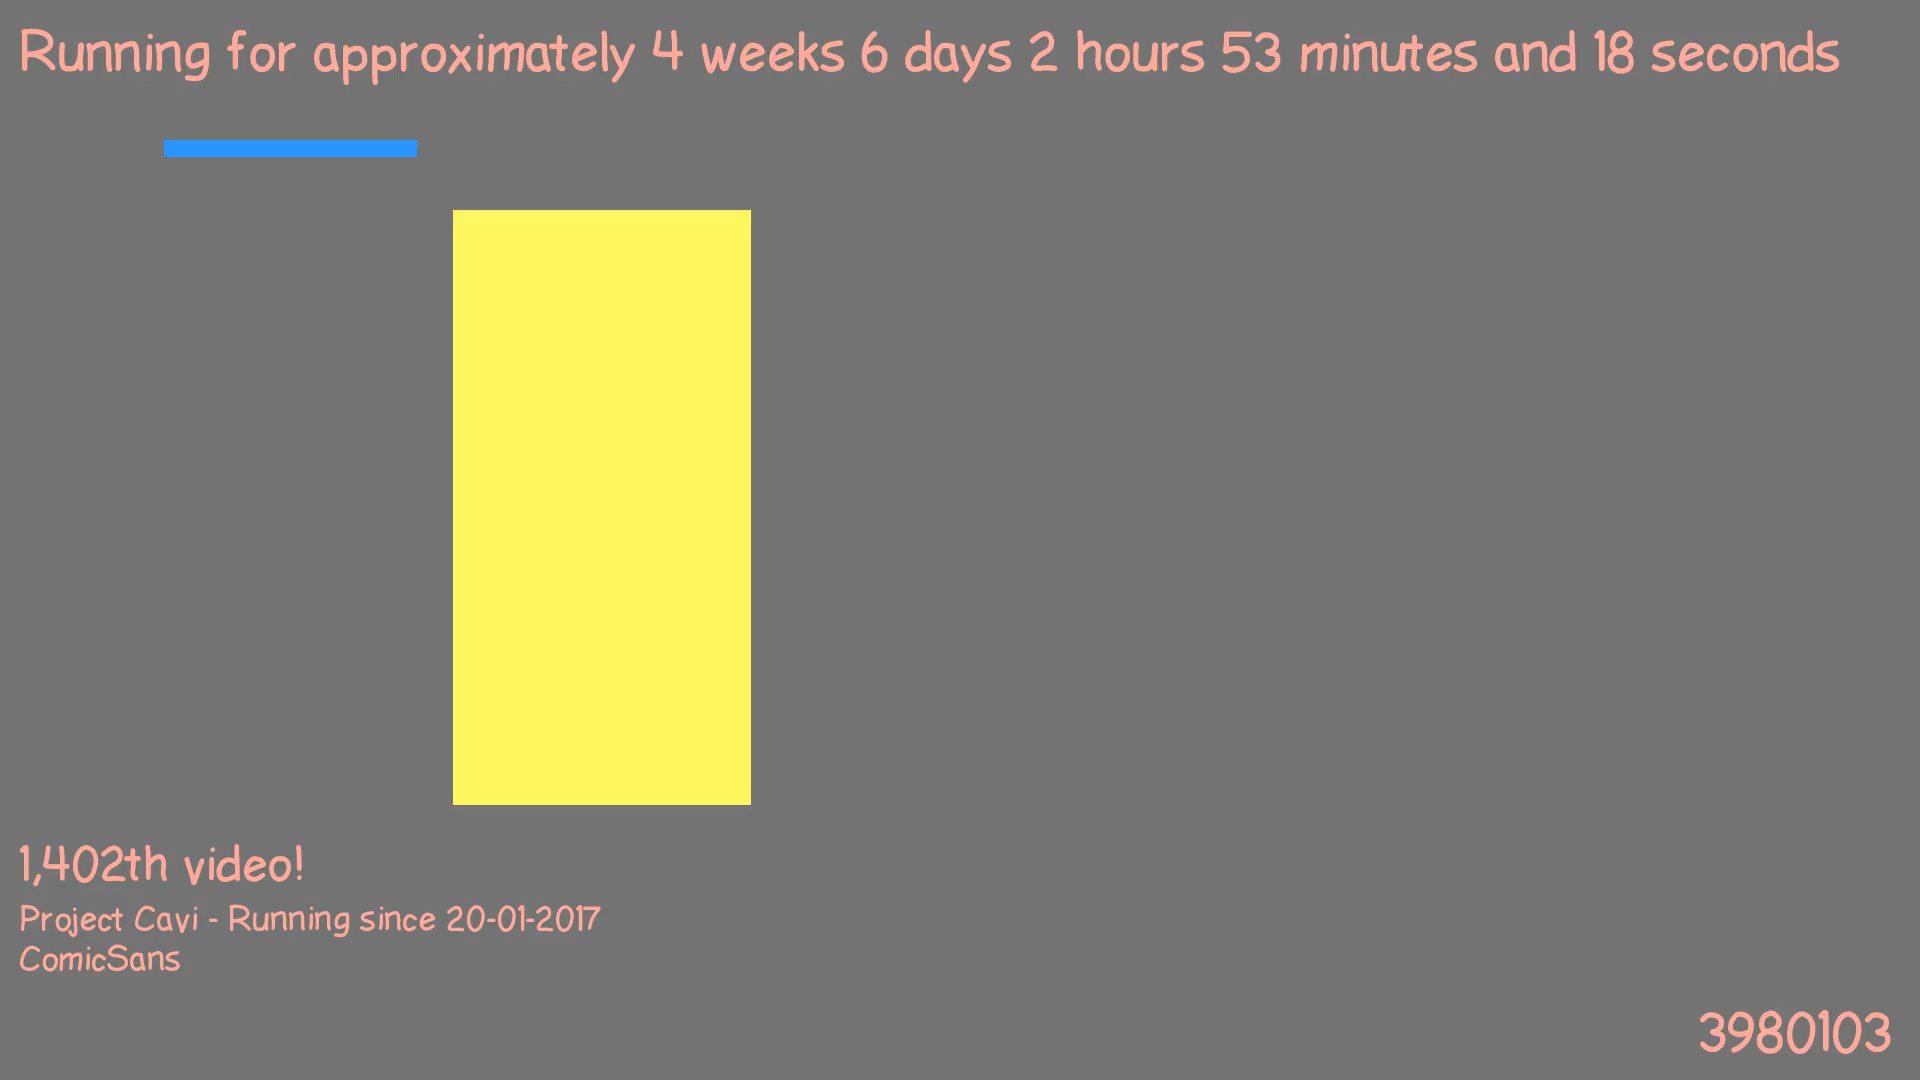 Running for approximately 4 weeks 6 days 2 hours 53 minutes and 18 seconds
1,402th video!
Project Cavi - Running since 20-01-2017
ComicSans
3980103